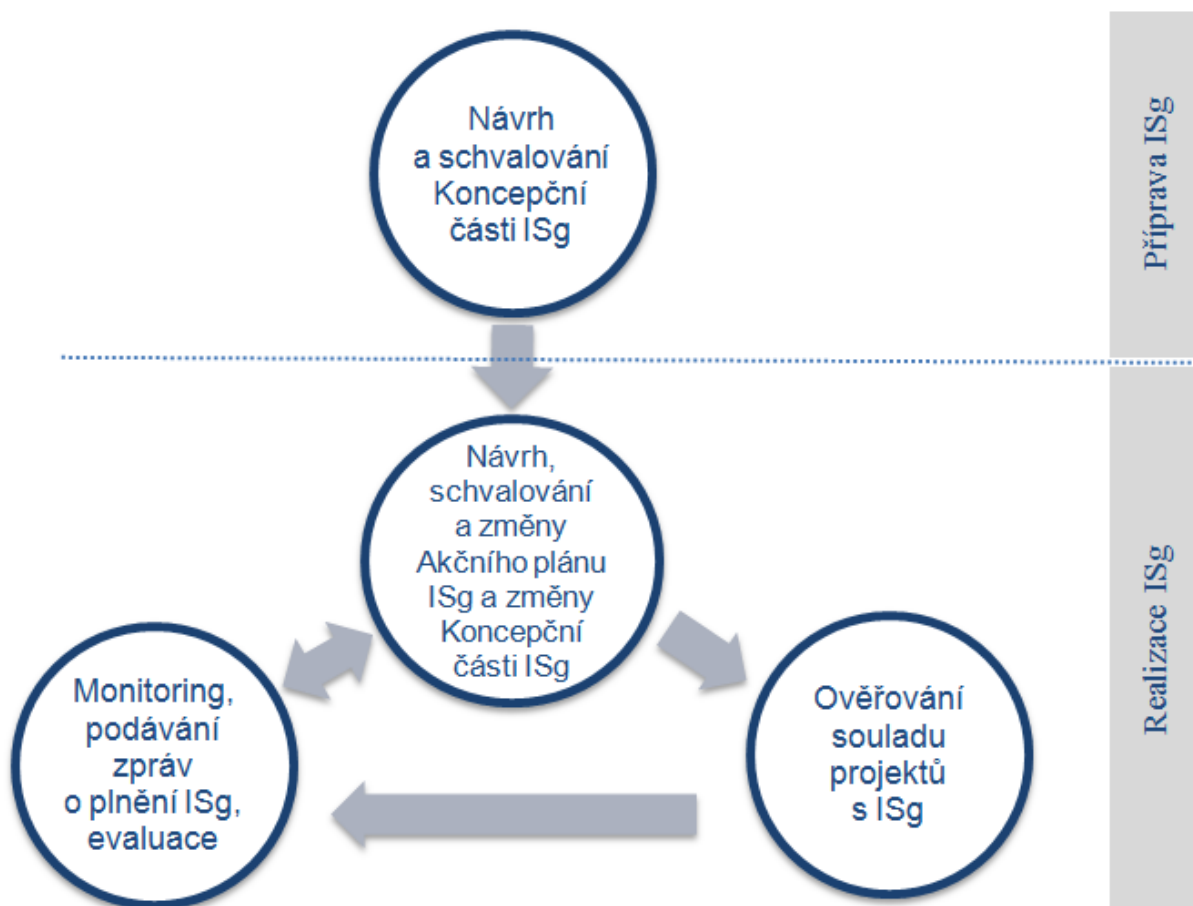 Návrh
a schvalování
Koncepční
části ISg
Příprava ISg
Návrh,
schvalování
a změny
Akčního plánu
ISg a změny
Koncepční
části ISg
Monitoring,
podávání
zpráv
o plnění ISg,
evaluace
Ověřování
souladu
projektů
s ISg
Realizace ISg